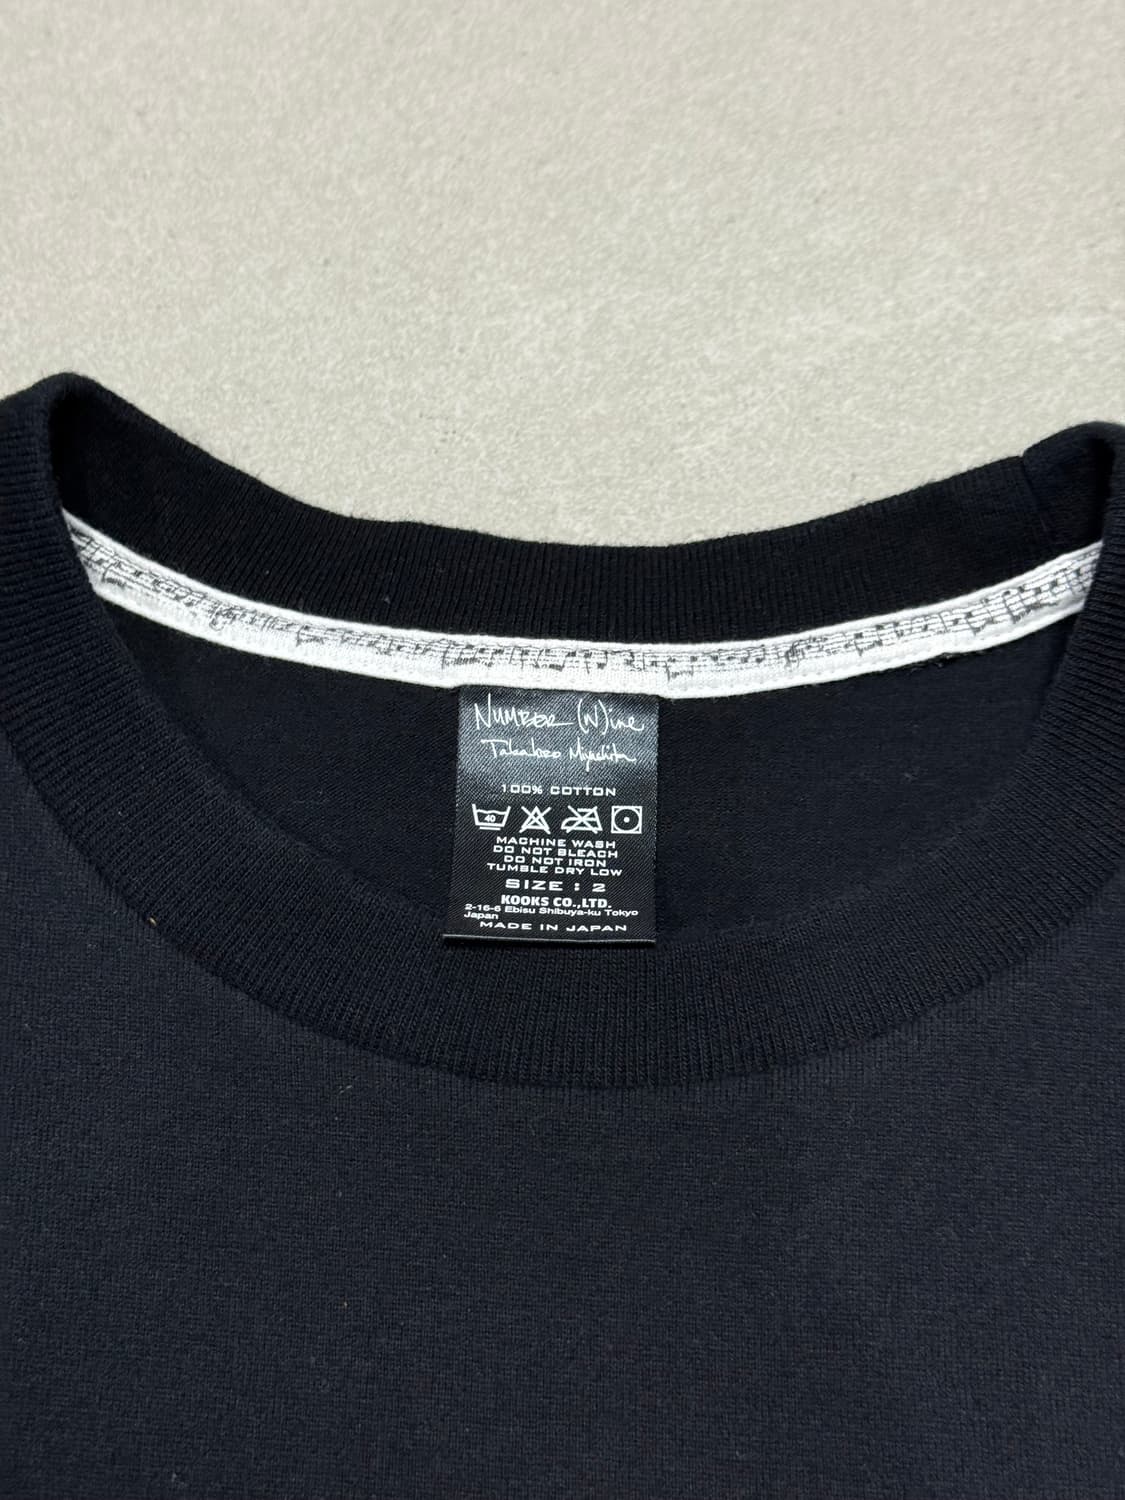 NUMBER (N)ine
Takahiro Miyashita
100% COTTON
40
MACHINE WASH
DO NOT BLEACH
DO NOT IRON
TUMBLE DRY LOW
SIZE : 2
KOOKS CO.,LTD.
2-16-6 Ebisu Shibuya-ku Tokyo
Japan
MADE IN JAPAN